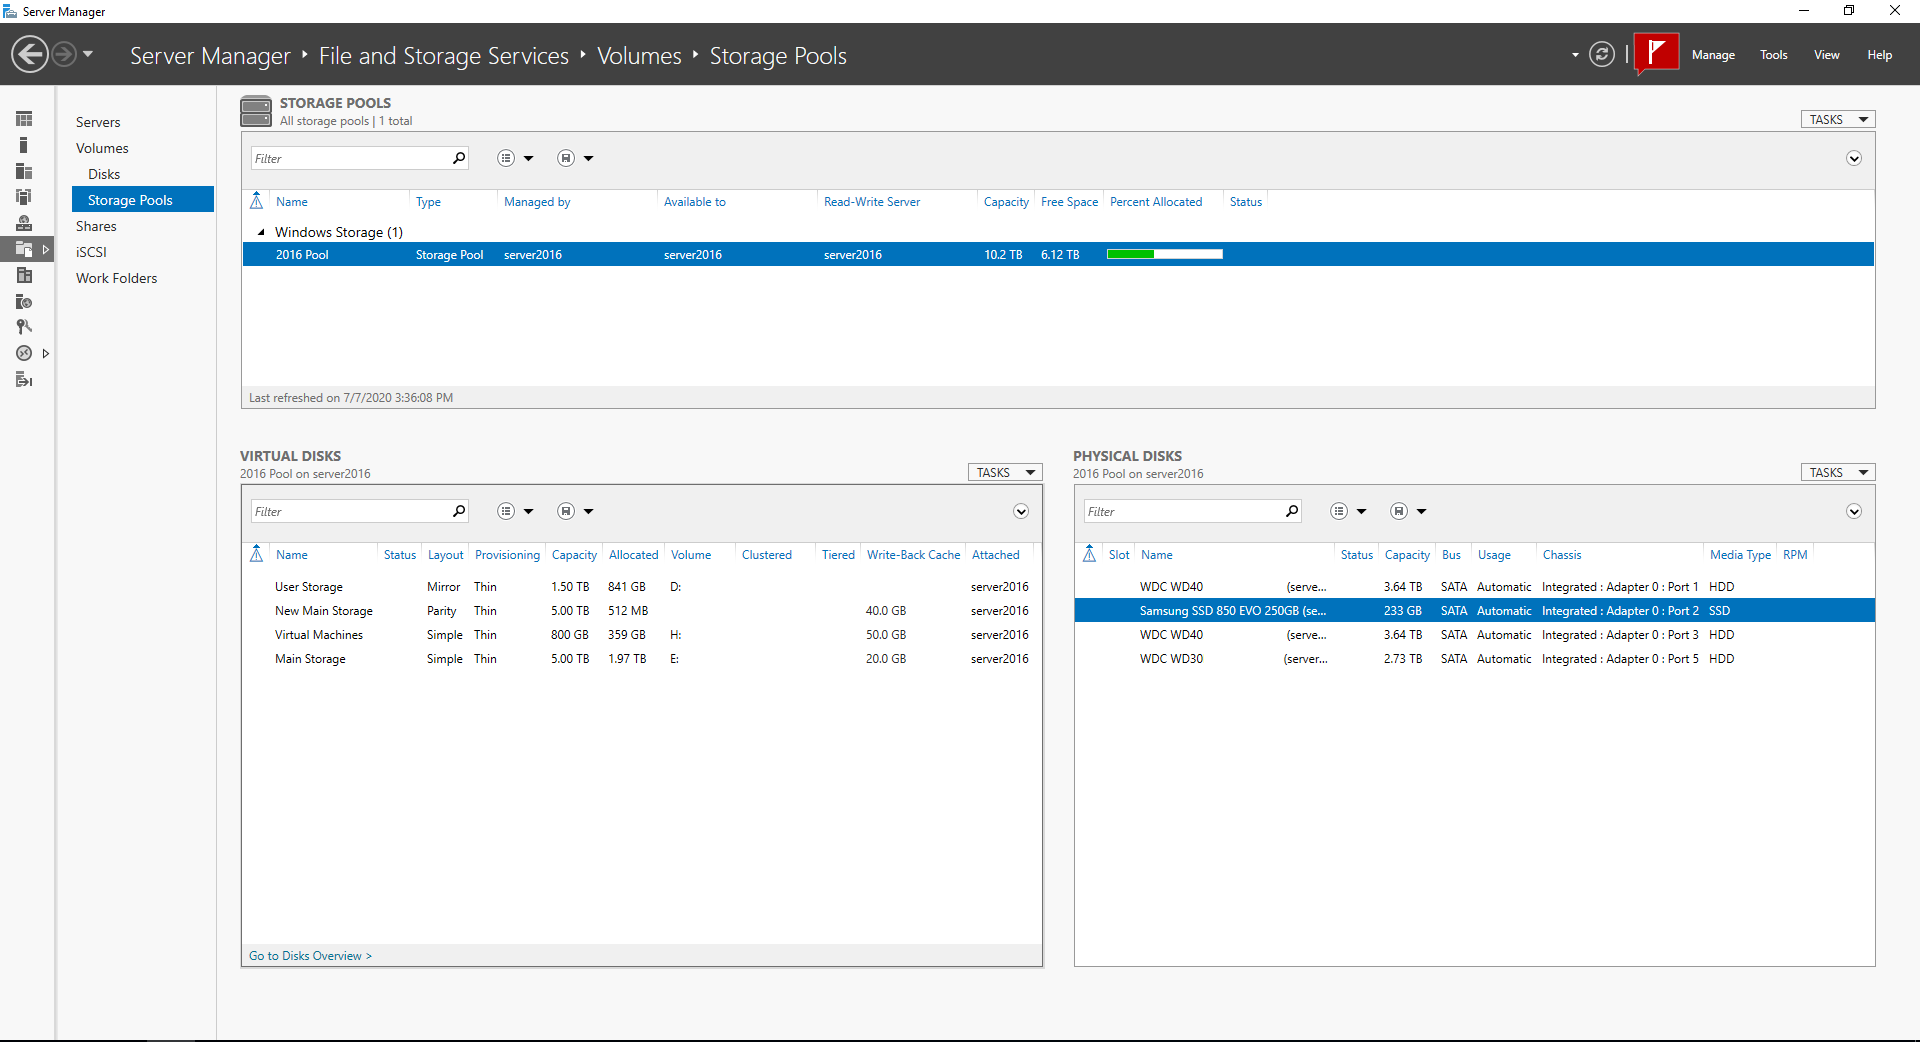 Server Manager
Server Manager ‣ File and Storage Services ‣ Volumes ‣ Storage Pools
Manage Tools View Help
Servers
Volumes
Disks
Storage Pools
Shares
iSCSI
Work Folders
STORAGE POOLS
All storage pools | 1 total
TASKS
Filter
Name Type Managed by Available to Read-Write Server Capacity Free Space Percent Allocated Status
Windows Storage (1)
2016 Pool Storage Pool server2016 server2016 server2016 10.2 TB 6.12 TB
Last refreshed on 7/7/2020 3:36:08 PM
VIRTUAL DISKS
2016 Pool on server2016
TASKS
Filter
Name Status Layout Provisioning Capacity Allocated Volume Clustered Tiered Write-Back Cache Attached
User Storage Mirror Thin 1.50 TB 841 GB D: server2016
New Main Storage Parity Thin 5.00 TB 512 MB 40.0 GB server2016
Virtual Machines Simple Thin 800 GB 359 GB H: 50.0 GB server2016
Main Storage Simple Thin 5.00 TB 1.97 TB E: 20.0 GB server2016
Go to Disks Overview >
PHYSICAL DISKS
2016 Pool on server2016
TASKS
Filter
Slot Name Status Capacity Bus Usage Chassis Media Type RPM
WDC WD40 (serve... 3.64 TB SATA Automatic Integrated : Adapter 0 : Port 1 HDD
Samsung SSD 850 EVO 250GB (se... 233 GB SATA Automatic Integrated : Adapter 0 : Port 2 SSD
WDC WD40 (serve... 3.64 TB SATA Automatic Integrated : Adapter 0 : Port 3 HDD
WDC WD30 (server... 2.73 TB SATA Automatic Integrated : Adapter 0 : Port 5 HDD